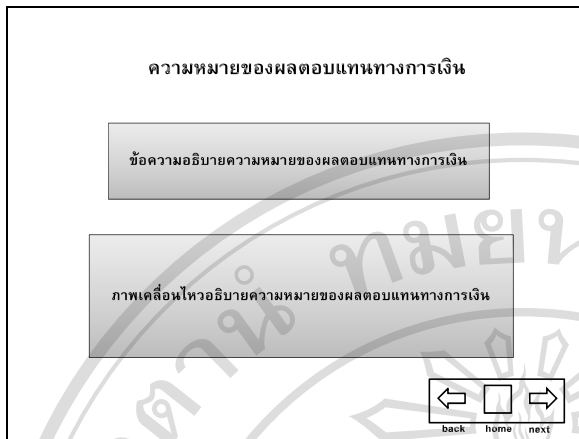 ความหมายของผลตอบแทนทางการเงิน
ข้อความอธิบายความหมายของผลตอบแทนทางการเงิน
ภาพเคลื่อนไหวอธิบายความหมายของผลตอบแทนทางการเงิน
back home next